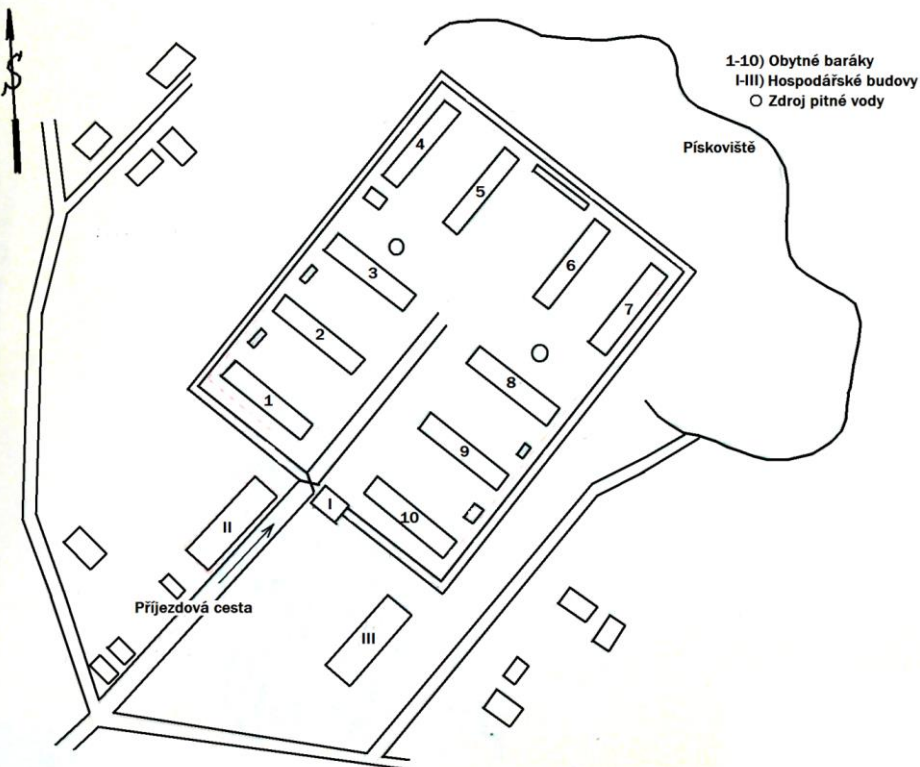 S
1-10) Obytné baráky
I-III) Hospodářské budovy
O Zdroj pitné vody
Pískoviště
4
5
6
3
7
2
8
1
9
10
I
II
Příjezdová cesta
III